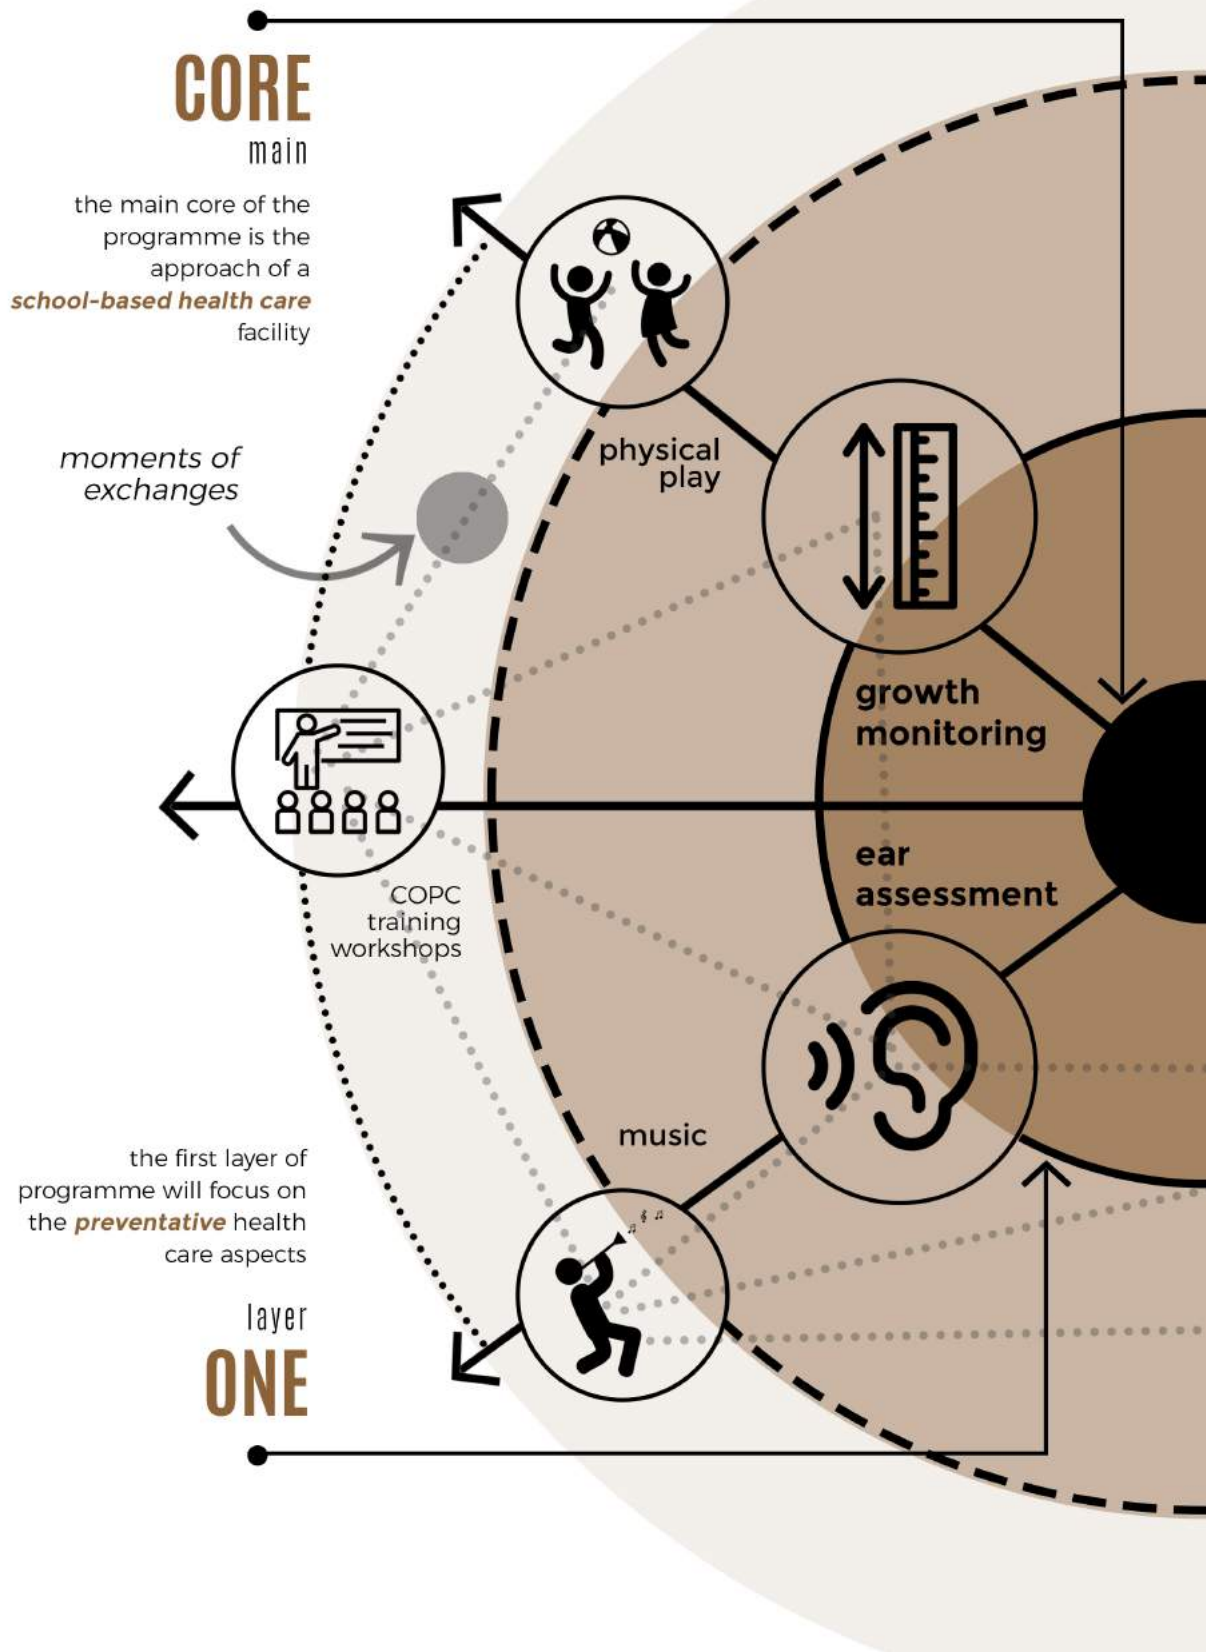 CORE
main
the main core of the
programme is the
approach of a
school-based health care
facility
moments of
exchanges
physical
play
growth
monitoring
ear
assessment
COPC
training
workshops
music
the first layer of
programme will focus on
the preventative health
care aspects
layer
ONE